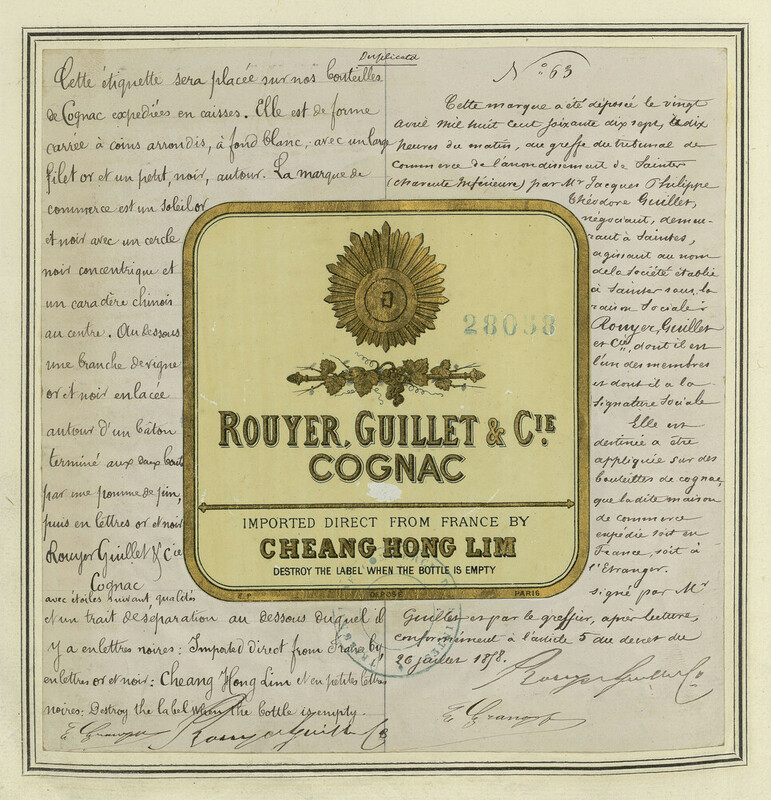 Duplicata
Cette étiquette sera placée sur nos bouteilles
de Cognac expédiées en caisses. Elle est de forme
carrée à coins arrondis, à fond blanc, avec un large
filet or et un petit, noir, autour. La marque de
commerce est un soleil or
et noir avec un cercle
noir concentrique et
un caractère chinois
au centre. Au dessous
une branche de vigne
or et noir enlacée
autour d'un bâton
terminé aux deux bouts
par une pomme de pin,
puis en lettres or et noir
Rouyer Guillet & Cie
Cognac
avec étoiles suivant qualités
et un trait de séparation au dessous duquel il
y a en lettres noires: Imported direct from France by,
en lettres or et noir: Cheang Hong Lim et en petites lettres
noires: Destroy the label when the bottle is empty.
Rouyer Guillet & Co
No 63
Cette marque a été déposée le vingt
avril mil huit cent soixante dix sept, à dix
heures du matin, au greffe du tribunal de
commerce de l'arrondissement de Saintes
(Charente Inférieure) par Mr Jacques Philippe
Théodore Guillet,
négociant, demeu-
rant à Saintes,
agissant au nom
de la Société établie
à Saintes sous la
raison Sociale:
Rouyer, Guillet
et Cie, dont il est
l'un des membres
et dont il a la
signature Sociale
Elle est
destinée à être
appliquée sur des
bouteilles de cognac,
que la dite maison
de commerce
expédie soit en
France, soit à
l'Etranger.
signé par Mr
Guillet et par le greffier, après lecture,
conformément à l'article 5 du décret du
26 juillet 1858.
Rouyer Guillet & Co
28058
ROUYER, GUILLET & CIE
COGNAC
IMPORTED DIRECT FROM FRANCE BY
CHEANG HONG LIM
DESTROY THE LABEL WHEN THE BOTTLE IS EMPTY
E.P. DEPOSÉ PARIS